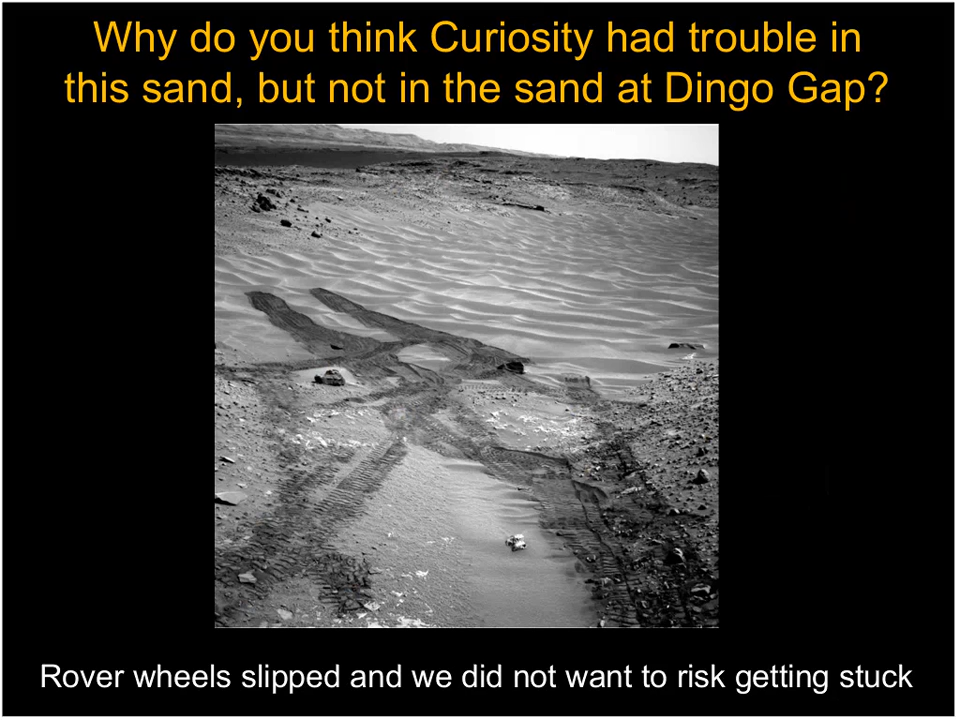 Why do you think Curiosity had trouble in
this sand, but not in the sand at Dingo Gap?
Rover wheels slipped and we did not want to risk getting stuck